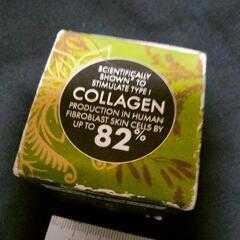 SCIENTIFICALLY
SHOWN* TO
STIMULATE TYPE I
COLLAGEN
PRODUCTION IN HUMAN
FIBROBLAST SKIN CELLS BY
UP TO 82%